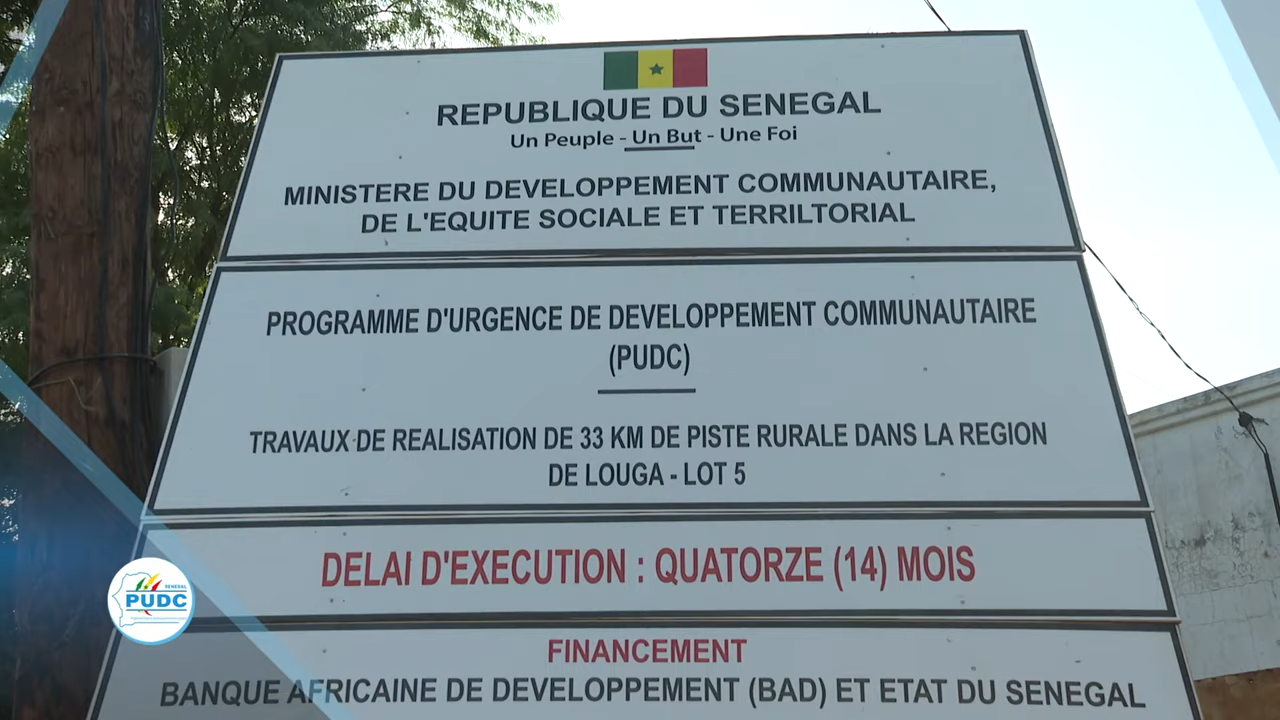 REPUBLIQUE DU SENEGAL
Un Peuple - Un But - Une Foi
MINISTERE DU DEVELOPPEMENT COMMUNAUTAIRE,
DE L'EQUITE SOCIALE ET TERRILTORIAL
PROGRAMME D'URGENCE DE DEVELOPPEMENT COMMUNAUTAIRE
(PUDC)
TRAVAUX DE REALISATION DE 33 KM DE PISTE RURALE DANS LA REGION
DE LOUGA - LOT 5
DELAI D'EXECUTION : QUATORZE (14) MOIS
SENEGAL
PUDC
FINANCEMENT
BANQUE AFRICAINE DE DEVELOPPEMENT (BAD) ET ETAT DU SENEGAL